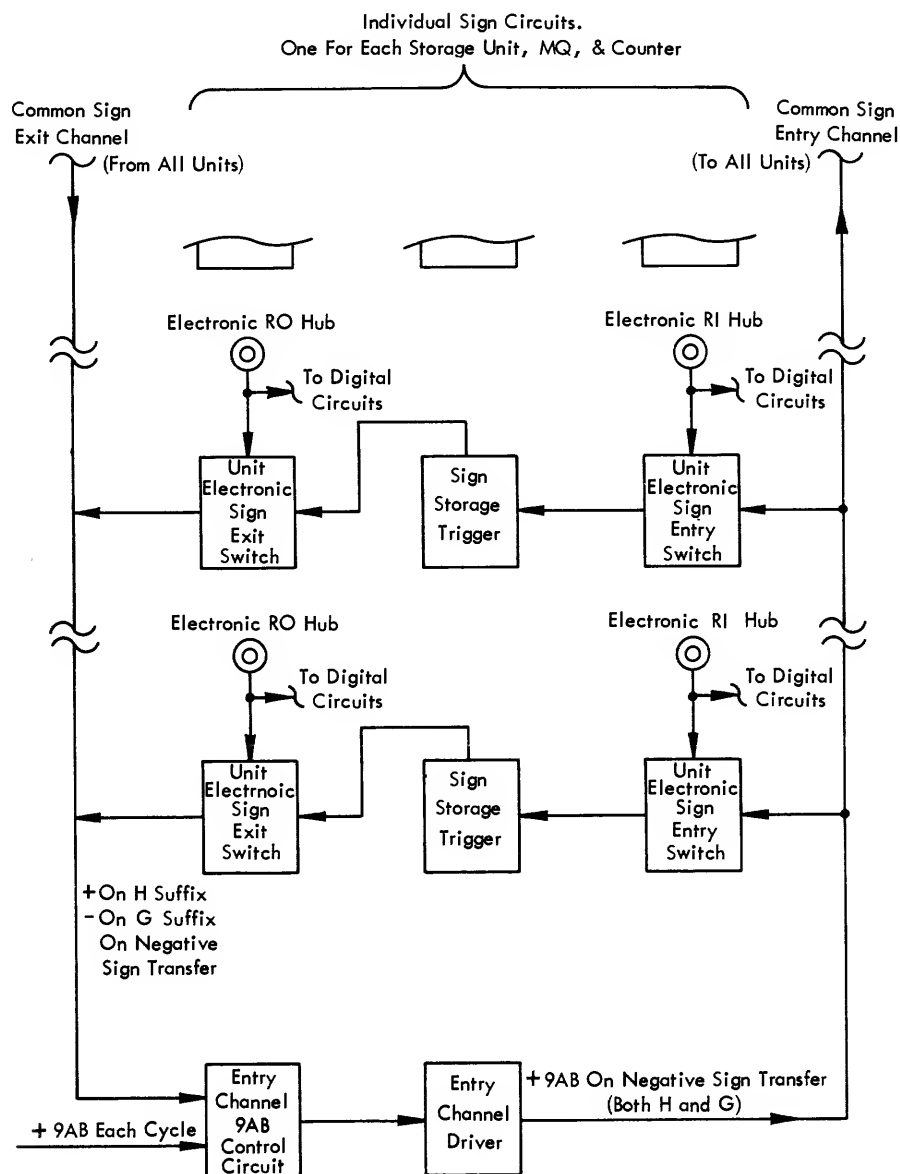 Individual Sign Circuits.
One For Each Storage Unit, MQ, & Counter
Common Sign
Exit Channel
(From All Units)
Common Sign
Entry Channel
(To All Units)
Electronic RO Hub
To Digital
Circuits
Unit
Electronic
Sign
Exit
Switch
Sign
Storage
Trigger
Electronic RI Hub
To Digital
Circuits
Unit
Electronic
Sign
Entry
Switch
Electronic RO Hub
To Digital
Circuits
Unit
Electrnoic
Sign
Exit
Switch
Sign
Storage
Trigger
Electronic RI Hub
To Digital
Circuits
Unit
Electronic
Sign
Entry
Switch
+On H Suffix
-On G Suffix
On Negative
Sign Transfer
+ 9AB Each Cycle
Entry
Channel
9AB
Control
Circuit
Entry
Channel
Driver
+9AB On Negative Sign Transfer
(Both H and G)